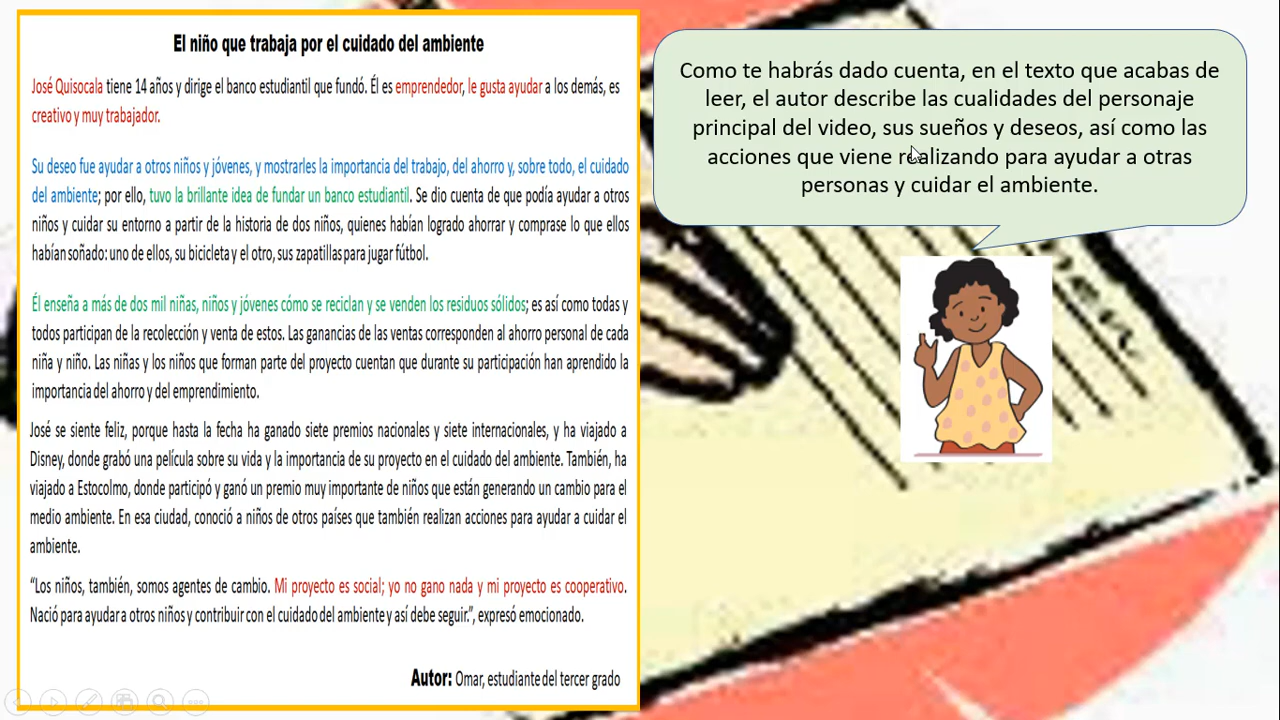 El niño que trabaja por el cuidado del ambiente
José Quisocala tiene 14 años y dirige el banco estudiantil que fundó. Él es emprendedor, le gusta ayudar a los demás, es
creativo y muy trabajador.
Su deseo fue ayudar a otros niños y jóvenes, y mostrarles la importancia del trabajo, del ahorro y, sobre todo, el cuidado
del ambiente; por ello, tuvo la brillante idea de fundar un banco estudiantil. Se dio cuenta de que podía ayudar a otros
niños y cuidar su entorno a partir de la historia de dos niños, quienes habían logrado ahorrar y comprase lo que ellos
habían soñado: uno de ellos, su bicicleta y el otro, sus zapatillas para jugar fútbol.
Él enseña a más de dos mil niñas, niños y jóvenes cómo se reciclan y se venden los residuos sólidos; es así como todas y
todos participan de la recolección y venta de estos. Las ganancias de las ventas corresponden al ahorro personal de cada
niña y niño. Las niñas y los niños que forman parte del proyecto cuentan que durante su participación han aprendido la
importancia del ahorro y del emprendimiento.
José se siente feliz, porque hasta la fecha ha ganado siete premios nacionales y siete internacionales, y ha viajado a
Disney, donde grabó una película sobre su vida y la importancia de su proyecto en el cuidado del ambiente. También, ha
viajado a Estocolmo, donde participó y ganó un premio muy importante de niños que están generando un cambio para el
medio ambiente. En esa ciudad, conoció a niños de otros países que también realizan acciones para ayudar a cuidar el
ambiente.
“Los niños, también, somos agentes de cambio. Mi proyecto es social; yo no gano nada y mi proyecto es cooperativo.
Nació para ayudar a otros niños y contribuir con el cuidado del ambiente y así debe seguir.”, expresó emocionado.
Autor: Omar, estudiante del tercer grado
Como te habrás dado cuenta, en el texto que acabas de
leer, el autor describe las cualidades del personaje
principal del video, sus sueños y deseos, así como las
acciones que viene realizando para ayudar a otras
personas y cuidar el ambiente.